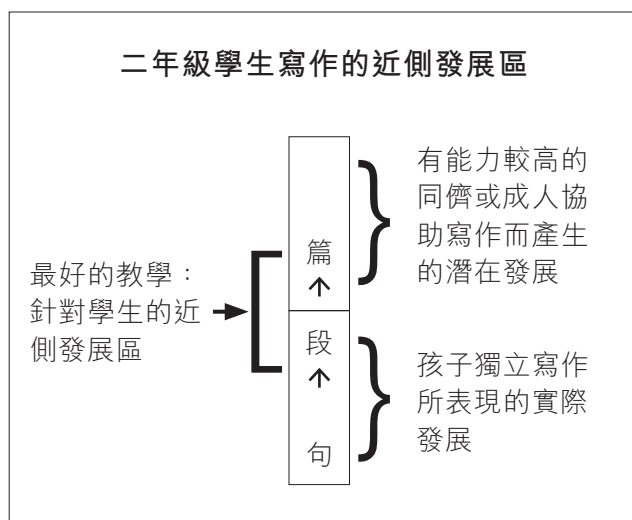 二年級學生寫作的近側發展區
有能力較高的
同儕或成人協
助寫作而產生
的潛在發展
篇
↑
最好的教學：
針對學生的近
側發展區
段
↑
句
孩子獨立寫作
所表現的實際
發展